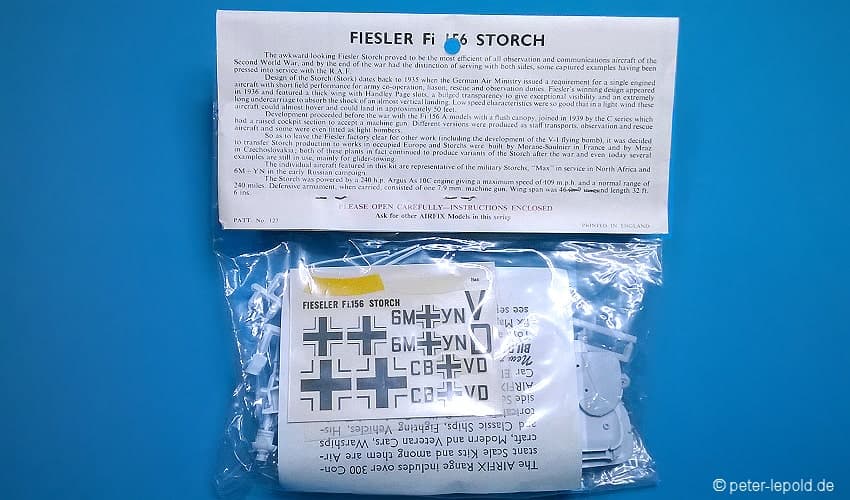 FIESLER Fi 156 STORCH
The awkward-looking Fiesler Storch proved to be the most efficient of all observation and communications aircraft of the
Second World War, and by the end of the war had the distinction of serving with both sides, some captured examples having been
pressed into service with the R.A.F.
Design of the Storch (Stork) dates back to 1935 when the German Air Ministry issued a requirement for a single engined
aircraft with short field performance for army co-operation, liason, rescue and observation duties. Fiesler's winning design appeared
in 1936 and featured a thick wing with Handley Page slots, a bulged transparency to give exceptional visibility and an extremely
long undercarriage to absorb the shock of an almost vertical landing. Low speed characteristics were so good that in a light wind these
aircraft could almost hover and could land in approximately 50 feet.
Development proceeded before the war with the Fi 156 A models with a flush canopy, joined in 1939 by the C series which
had a raised cockpit section to accept a machine gun. Different versions were produced as staff transports, observation and rescue
aircraft and some were even fitted as light bombers.
So as to leave the Fiesler factory clear for other work (including the development of the V-1 flying bomb), it was decided
to transfer Storch production to works in occupied Europe and Storchs were built by Morane-Saulnier in France and by Mraz
in Czechoslovakia; both of these plants in fact continued to produce variants of the Storch after the war and even today several
examples are still in use, mainly for glider-towing.
The individual aircraft featured in this kit are representative of the military Storchs, "Max" in service in North Africa and
6M+YN in the early Russian campaign.
The Storch was powered by a 240 h.p. Argus As 10C engine giving a maximum speed of 109 m.p.h. and a normal range of
240 miles. Defensive armament, when carried, consisted of one 7.9 mm. machine gun. Wing span was 46 and length 32 ft.
6 ins.
PLEASE OPEN CAREFULLY—INSTRUCTIONS ENCLOSED
Ask for other AIRFIX Models in this series
PATT. No. 127
PRINTED IN ENGLAND
Max
FIESELER Fi.156 STORCH
6M YN V
6M YN D
CB VD
CB VD
The AIRFIX Range includes over 300 Con-
stant Scale Kits and among them are Air-
craft, Modern and Veteran Cars, Warships
and Classic Ships, Fighting Vehicles, His-
torical
side
AIRFIX
Car
New
© peter-lepold.de